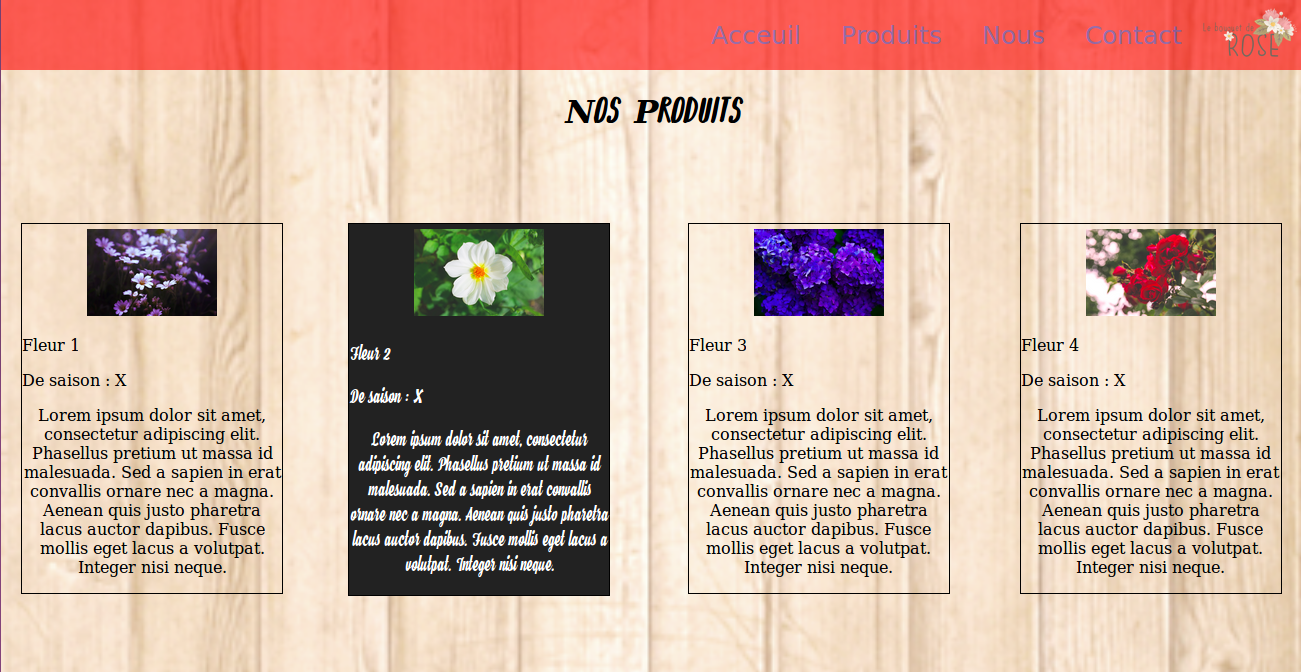 Acceuil Produits Nous Contact
Le bouquet de
ROSE
Nos Produits
Fleur 1
De saison : X
Lorem ipsum dolor sit amet,
consectetur adipiscing elit.
Phasellus pretium ut massa id
malesuada. Sed a sapien in erat
convallis ornare nec a magna.
Aenean quis justo pharetra
lacus auctor dapibus. Fusce
mollis eget lacus a volutpat.
Integer nisi neque.
Fleur 2
De saison : X
Lorem ipsum dolor sit amet, consectetur
adipiscing elit. Phasellus pretium ut massa id
malesuada. Sed a sapien in erat convallis
ornare nec a magna. Aenean quis justo pharetra
lacus auctor dapibus. Fusce mollis eget lacus a
volutpat. Integer nisi neque.
Fleur 3
De saison : X
Lorem ipsum dolor sit amet,
consectetur adipiscing elit.
Phasellus pretium ut massa id
malesuada. Sed a sapien in erat
convallis ornare nec a magna.
Aenean quis justo pharetra
lacus auctor dapibus. Fusce
mollis eget lacus a volutpat.
Integer nisi neque.
Fleur 4
De saison : X
Lorem ipsum dolor sit amet,
consectetur adipiscing elit.
Phasellus pretium ut massa id
malesuada. Sed a sapien in erat
convallis ornare nec a magna.
Aenean quis justo pharetra
lacus auctor dapibus. Fusce
mollis eget lacus a volutpat.
Integer nisi neque.